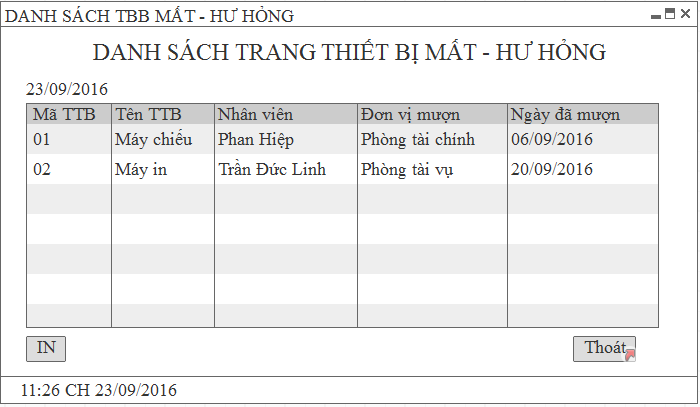 DANH SÁCH TBB MẤT - HƯ HỎNG
DANH SÁCH TRANG THIẾT BỊ MẤT - HƯ HỎNG
23/09/2016
Mã TTB Tên TTB Nhân viên Đơn vị mượn Ngày đã mượn
01 Máy chiếu Phan Hiệp Phòng tài chính 06/09/2016
02 Máy in Trần Đức Linh Phòng tài vụ 20/09/2016
IN Thoát
11:26 CH 23/09/2016